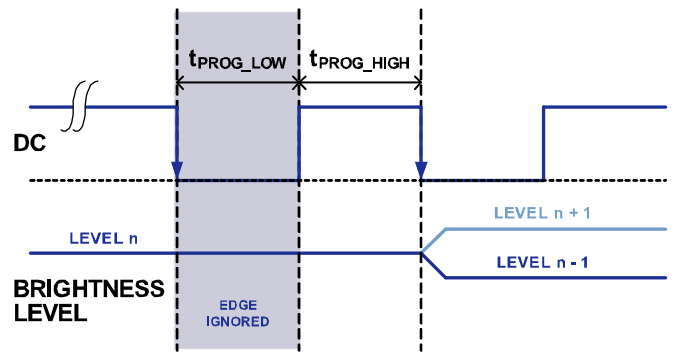 tPROG_LOW
tPROG_HIGH
DC
LEVEL n
LEVEL n + 1
LEVEL n - 1
BRIGHTNESS
LEVEL
EDGE
IGNORED